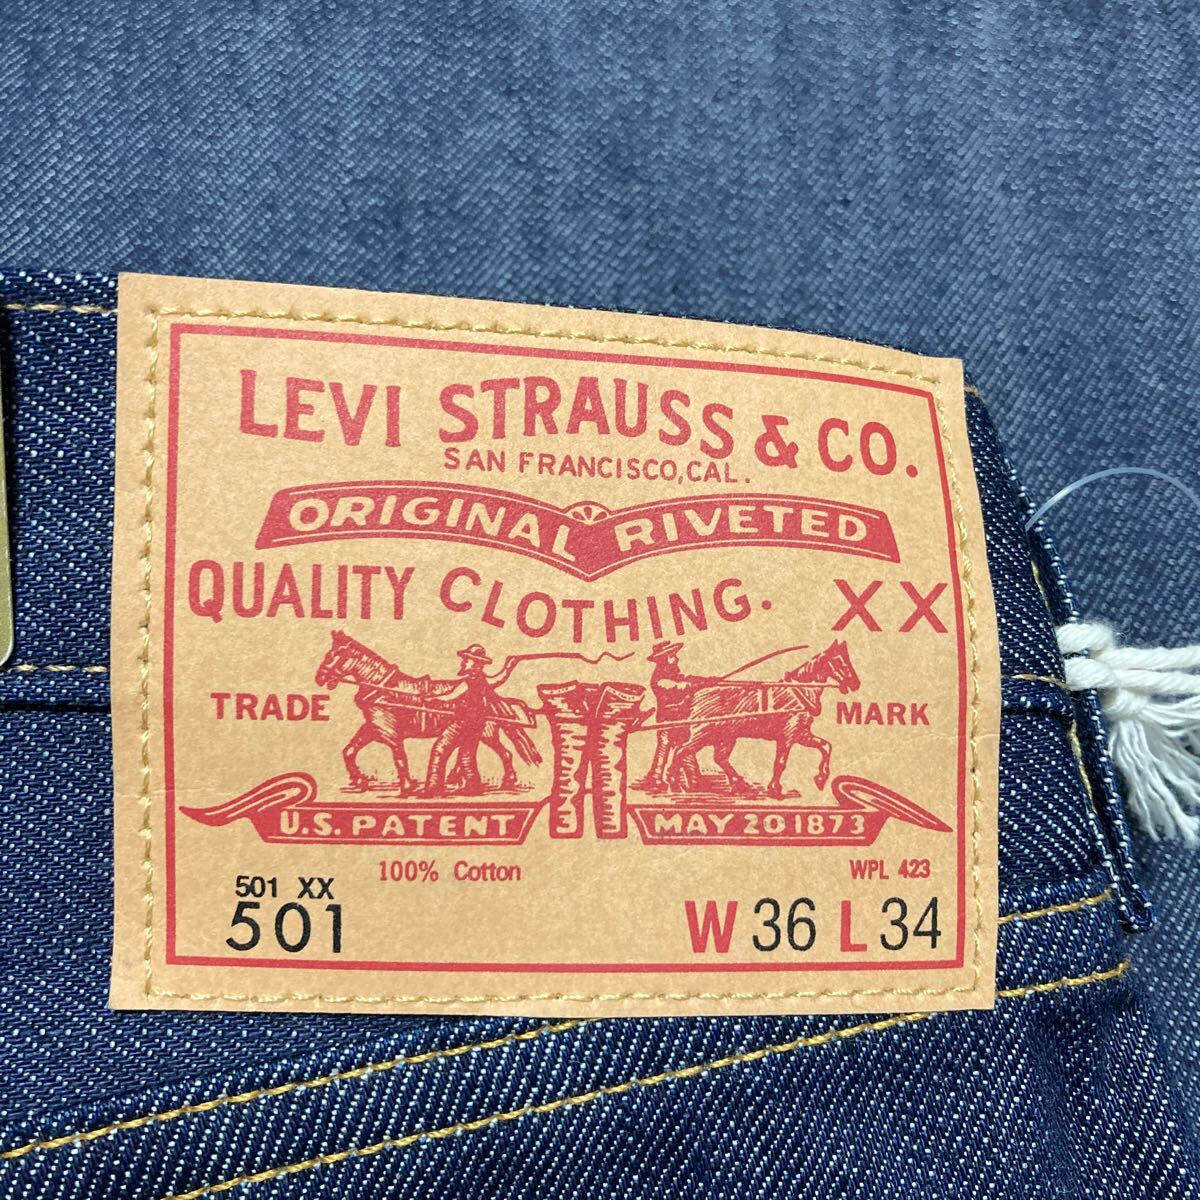 LEVI STRAUSS & CO.
SAN FRANCISCO, CAL.
ORIGINAL RIVETED
QUALITY CLOTHING. XX
TRADE MARK
U.S. PATENT MAY 20 1873
100% Cotton WPL 423
501 XX
501 W 36 L 34